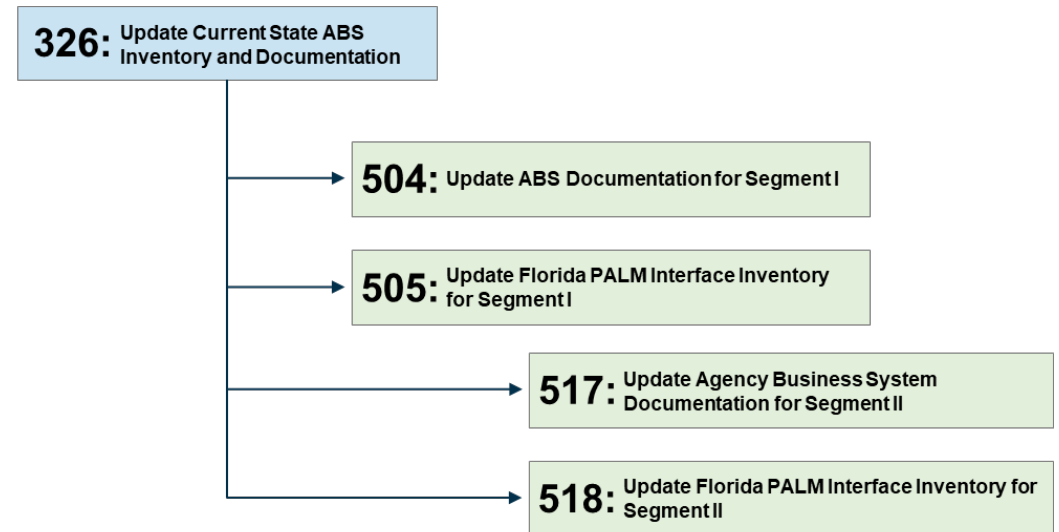 326: Update Current State ABS
Inventory and Documentation
504: Update ABS Documentation for Segment I
505: Update Florida PALM Interface Inventory
for Segment I
517: Update Agency Business System
Documentation for Segment II
518: Update Florida PALM Interface Inventory for
Segment II